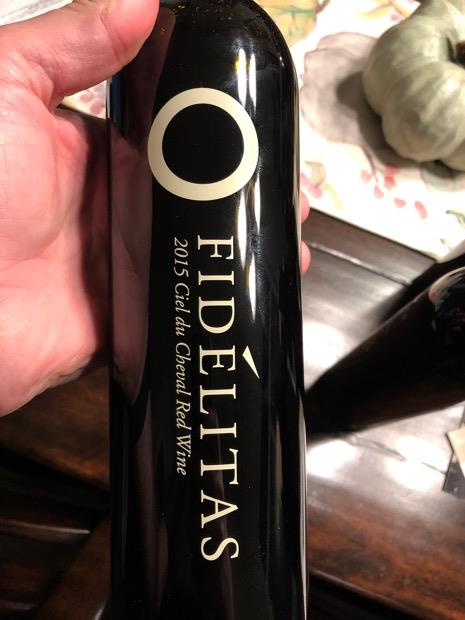 FIDÉLITAS
2015 Ciel du Cheval Red Wine